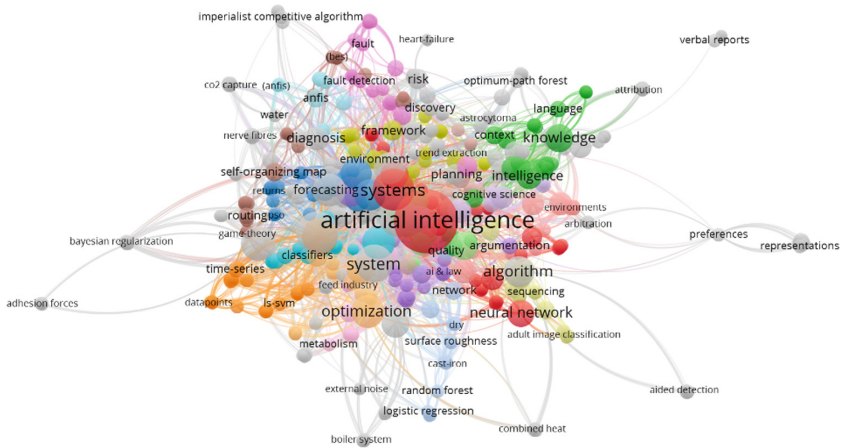 imperialist competitive algorithm
fault
heart-failure
verbal reports
(bes)
co2 capture
(anfis)
fault detection
risk
optimum-path forest
attribution
anfis
discovery
language
water
astrocytoma
nerve fibres
diagnosis
framework
context
knowledge
environment
trend extraction
self-organizing map
planning
intelligence
returns
forecasting
systems
cognitive science
routing
pso
artificial intelligence
environments
game-theory
arbitration
bayesian regularization
preferences
representations
classifiers
quality
argumentation
time-series
system
ai & law
algorithm
feed industry
network
sequencing
adhesion forces
datapoints
ls-svm
optimization
neural network
dry
metabolism
surface roughness
adult image classification
cast-iron
external noise
random forest
aided detection
logistic regression
boiler system
combined heat